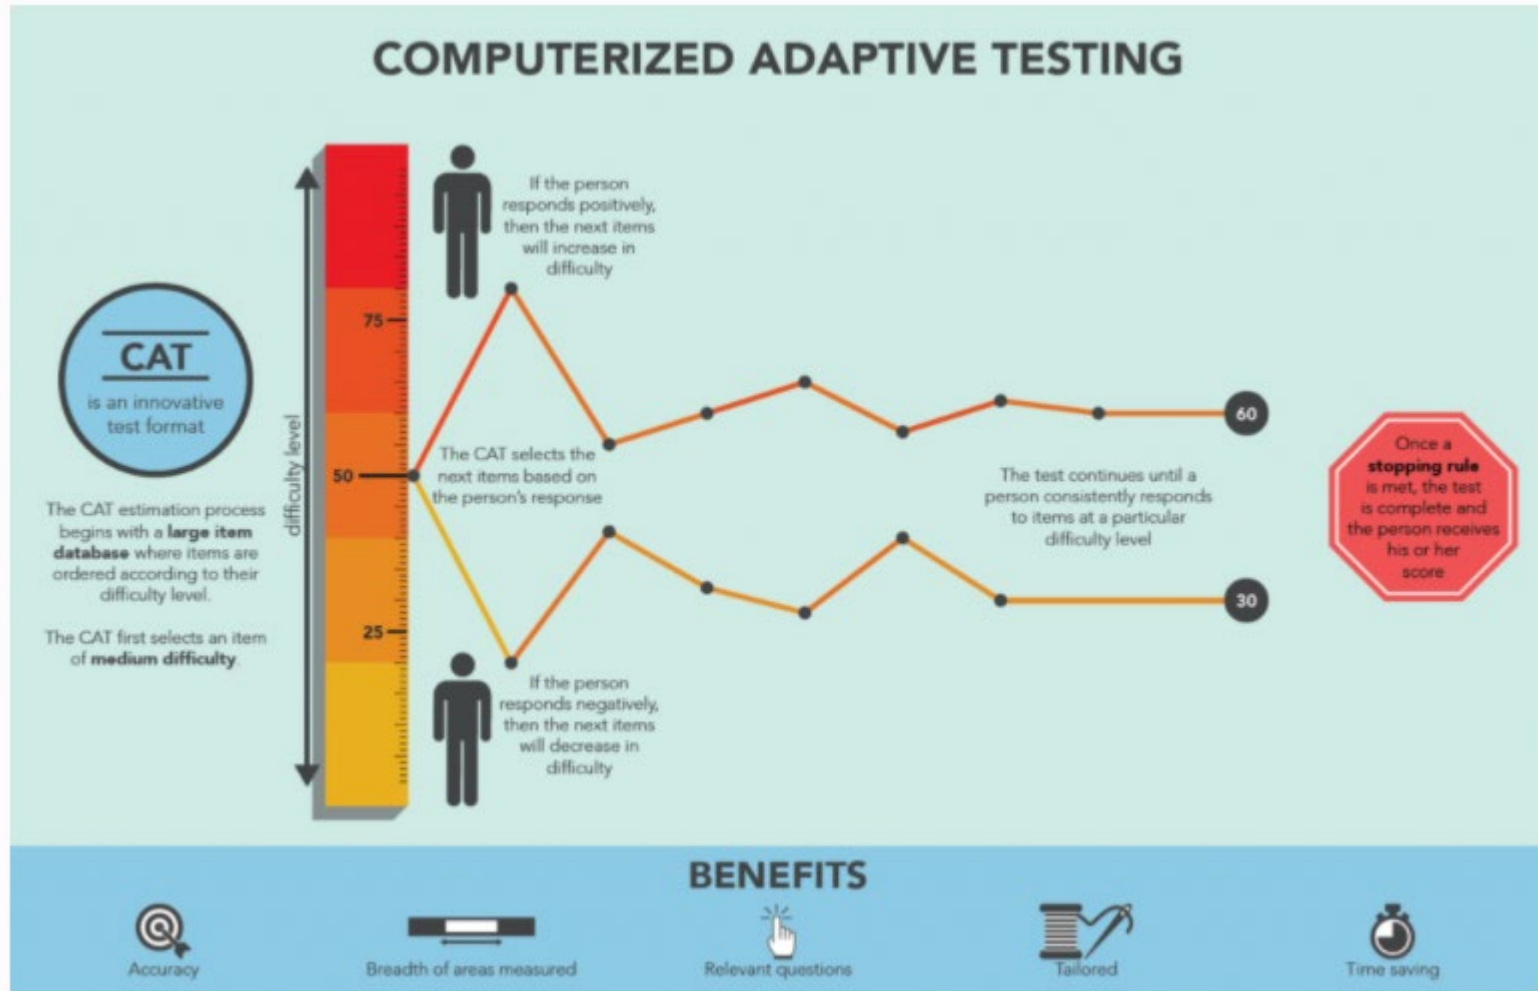 COMPUTERIZED ADAPTIVE TESTING
CAT
is an innovative
test format
The CAT estimation process
begins with a large item
database where items are
ordered according to their
difficulty level.
The CAT first selects an item
of medium difficulty.
difficulty level
75
50
25
If the person
responds positively,
then the next items
will increase in
difficulty
The CAT selects the
next items based on
the person's response
If the person
responds negatively,
then the next items
will decrease in
difficulty
60
The test continues until a
person consistently responds
to items at a particular
difficulty level
30
Once a
stopping rule
is met, the test
is complete and
the person receives
his or her
score
BENEFITS
Accuracy
Breadth of areas measured
Relevant questions
Tailored
Time saving